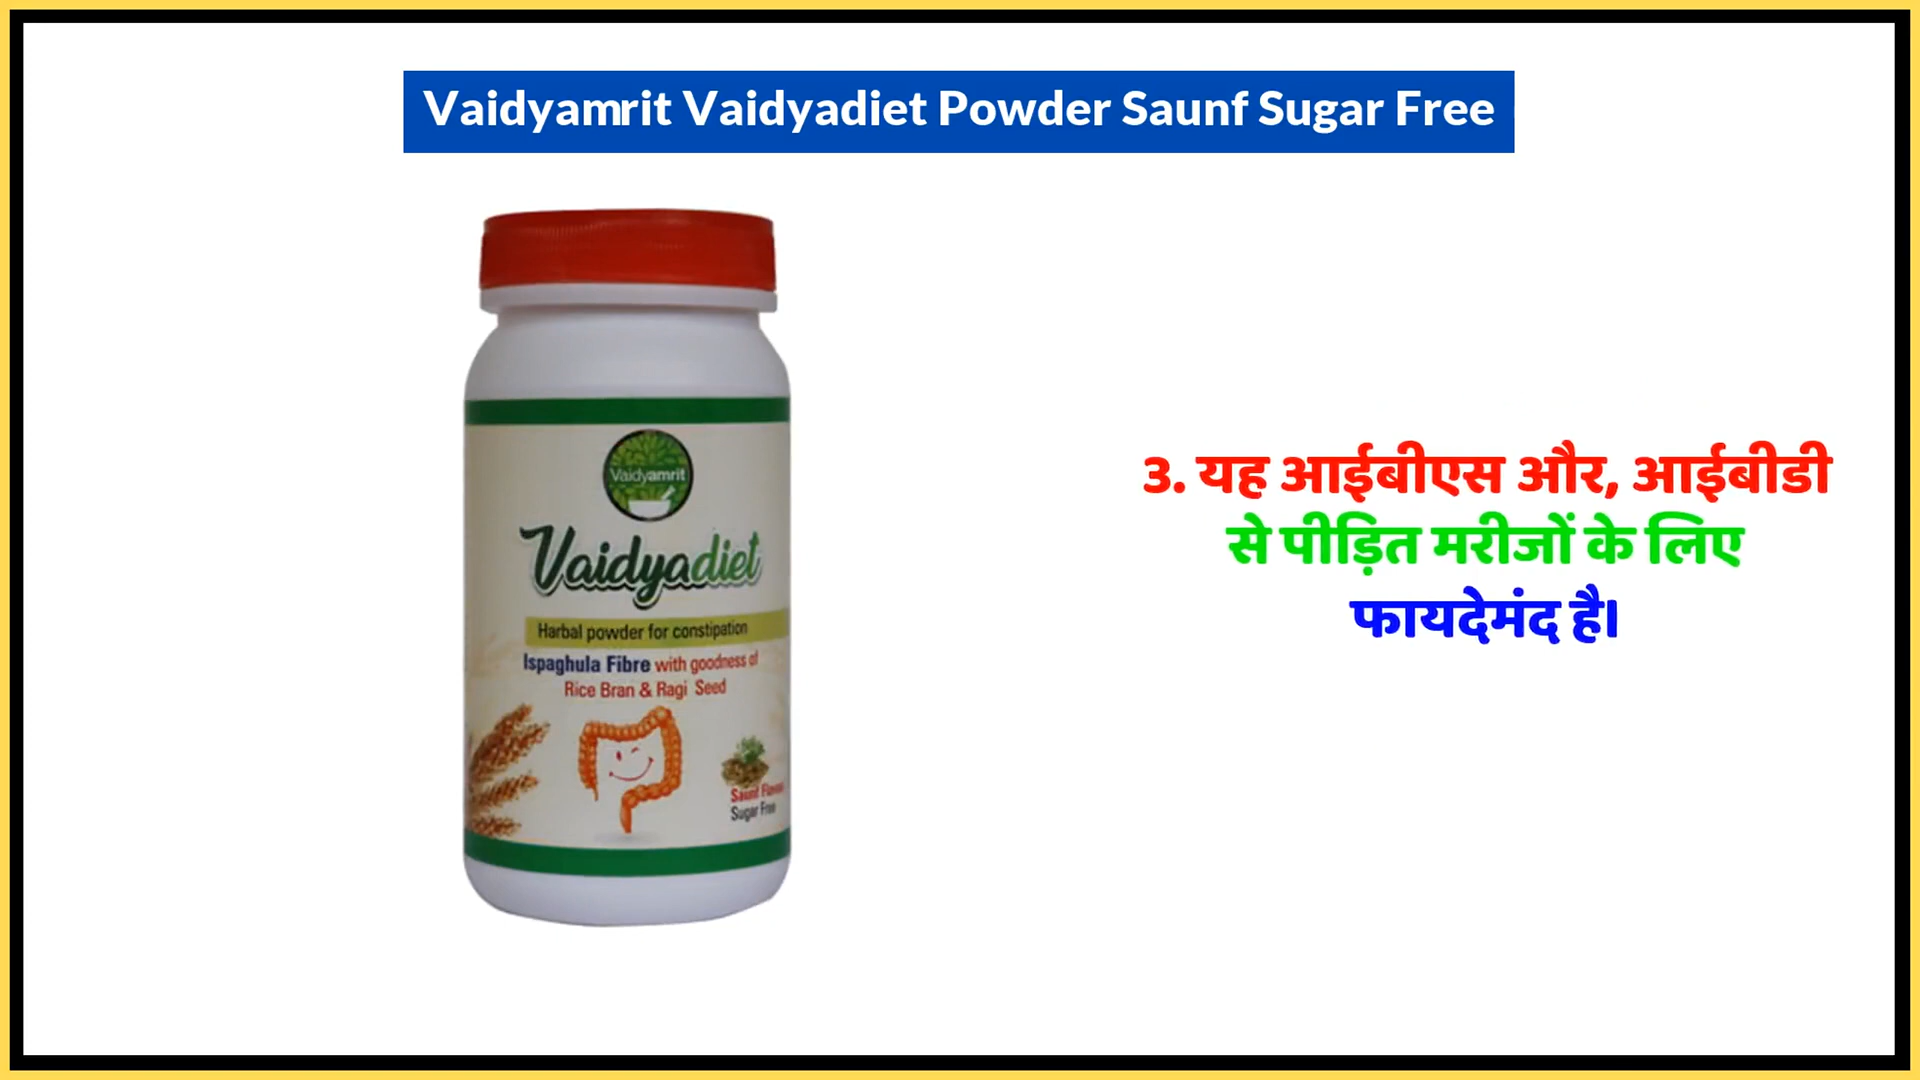 Vaidyamrit Vaidyadiet Powder Saunf Sugar Free
Vaidyamrit
Vaidyadiet
Harbal powder for constipation
Ispaghula Fibre with goodness of
Rice Bran & Ragi Seed
Saunf
Sugar Free
3. यह आईबीएस और, आईबीडी
से पीड़ित मरीजों के लिए
फायदेमंद है।